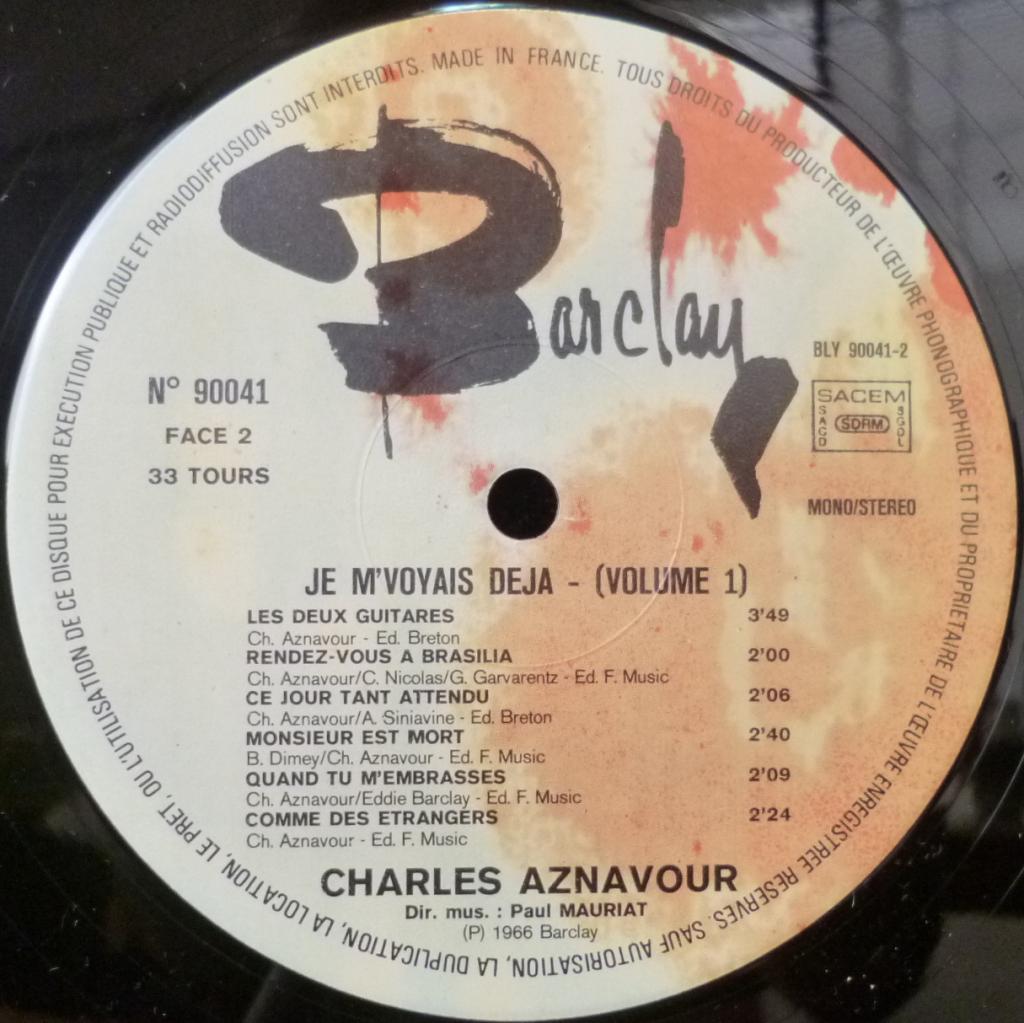 TOUS DROITS DU PRODUCTEUR DE L'ŒUVRE PHONOGRAPHIQUE ET DU PROPRIETAIRE DE L'ŒUVRE ENREGISTREE RESERVES. SAUF AUTORISATION, LA DUPLICATION, LA LOCATION, LE PRET, OU L'UTILISATION DE CE DISQUE POUR EXECUTION PUBLIQUE ET RADIODIFFUSION SONT INTERDITS. MADE IN FRANCE.
Barclay
N° 90041
FACE 2
33 TOURS
BLY 90041-2
SACEM
SACD SDRM SGDL
MONO/STEREO
JE M'VOYAIS DEJA - (VOLUME 1)
LES DEUX GUITARES 3'49
Ch. Aznavour - Ed. Breton
RENDEZ-VOUS A BRASILIA 2'00
Ch. Aznavour/C. Nicolas/G. Garvarentz - Ed. F. Music
CE JOUR TANT ATTENDU 2'06
Ch. Aznavour/A. Siniavine - Ed. Breton
MONSIEUR EST MORT 2'40
B. Dimey/Ch. Aznavour - Ed. F. Music
QUAND TU M'EMBRASSES 2'09
Ch. Aznavour/Eddie Barclay - Ed. F. Music
COMME DES ETRANGERS 2'24
Ch. Aznavour - Ed. F. Music
CHARLES AZNAVOUR
Dir. mus. : Paul MAURIAT
(P) 1966 Barclay